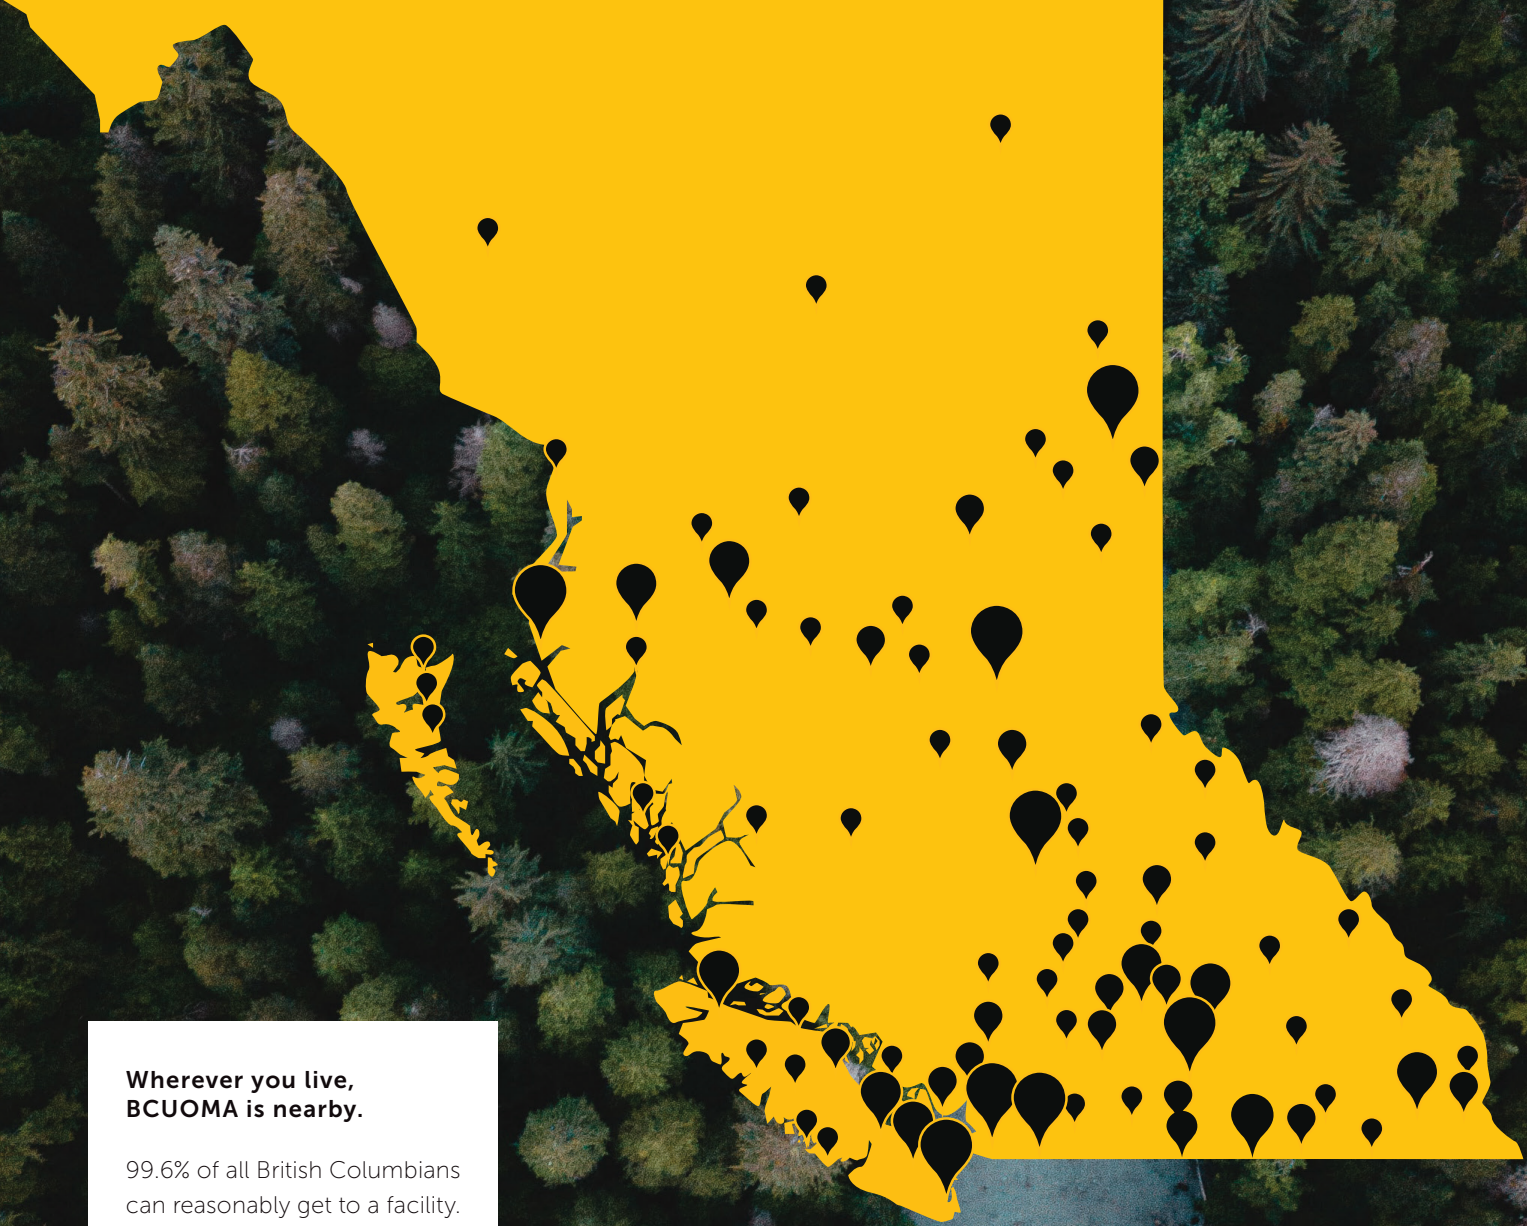 Wherever you live,
BCUOMA is nearby.
99.6% of all British Columbians
can reasonably get to a facility.